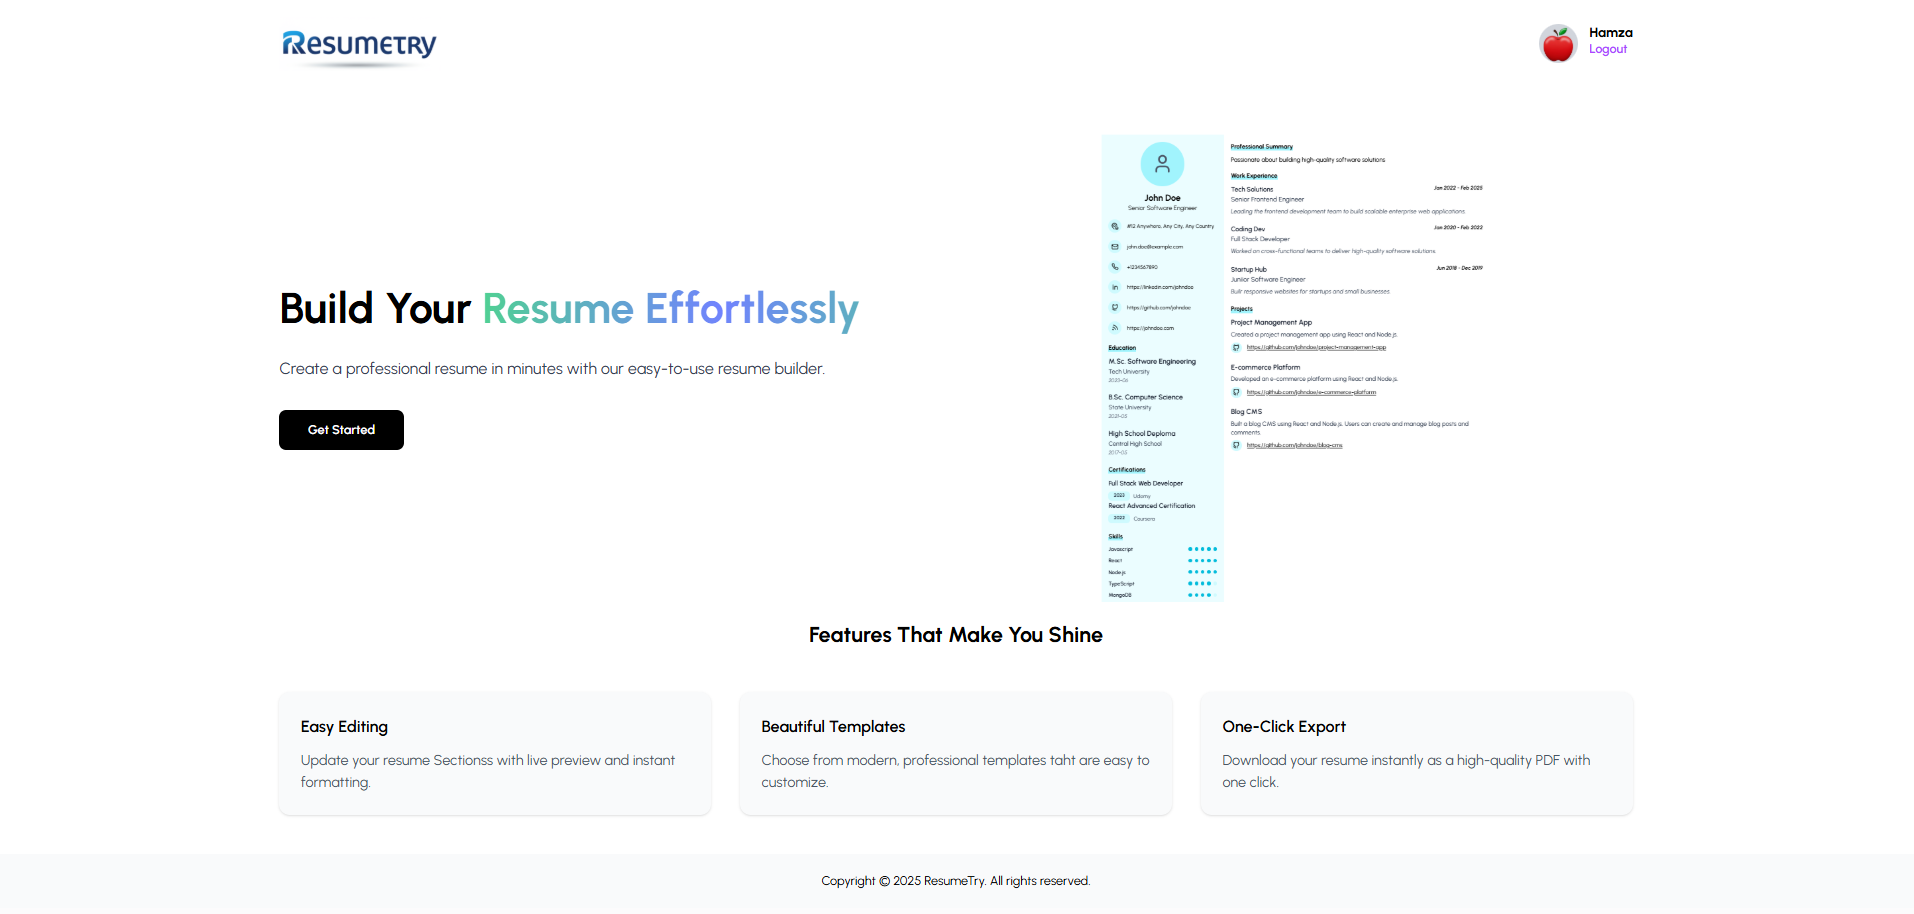 Resumetry
Hamza
Logout
Build Your Resume Effortlessly
Create a professional resume in minutes with our easy-to-use resume builder.
Get Started
John Doe
Senior Software Engineer
#12 Anywhere, Any City, Any Country
john.doe@example.com
+1234567890
https://linkedin.com/johndoe
https://github.com/johndoe
https://johndoe.com
Education
M.Sc. Software Engineering
Tech University
2023-06
B.Sc. Computer Science
State University
2021-05
High School Deploma
Central High School
2017-05
Certifications
Full Stack Web Developer
2023 Udemy
React Advanced Certification
2022 Coursera
Skills
Javascript
React
Node.js
TypeScript
MongoDB
Professional Summary
Passionate about building high-quality software solutions
Work Experience
Tech Solutions Jan 2022 - Feb 2025
Senior Frontend Engineer
Leading the frontend development team to build scalable enterprise web applications
Coding Dev Jan 2020 - Feb 2022
Full Stack Developer
Worked on cross-functional teams to deliver high-quality software solutions.
Startup Hub Jun 2018 - Dec 2019
Junior Software Engineer
Built responsive websites for startups and small businesses.
Projects
Project Management App
Created a project management app using React and Node.js.
https://github.com/johndoe/project-management-app
E-commerce Platform
Developed an e-commerce platform using React and Node.js.
https://github.com/johndoe/e-commerce-platform
Blog CMS
Built a blog CMS using React and Node.js. Users can create and manage blog posts and
comments.
https://github.com/johndoe/blog-cms
Features That Make You Shine
Easy Editing
Update your resume Sectionss with live preview and instant
formatting.
Beautiful Templates
Choose from modern, professional templates taht are easy to
customize.
One-Click Export
Download your resume instantly as a high-quality PDF with
one click.
Copyright © 2025 ResumeTry. All rights reserved.